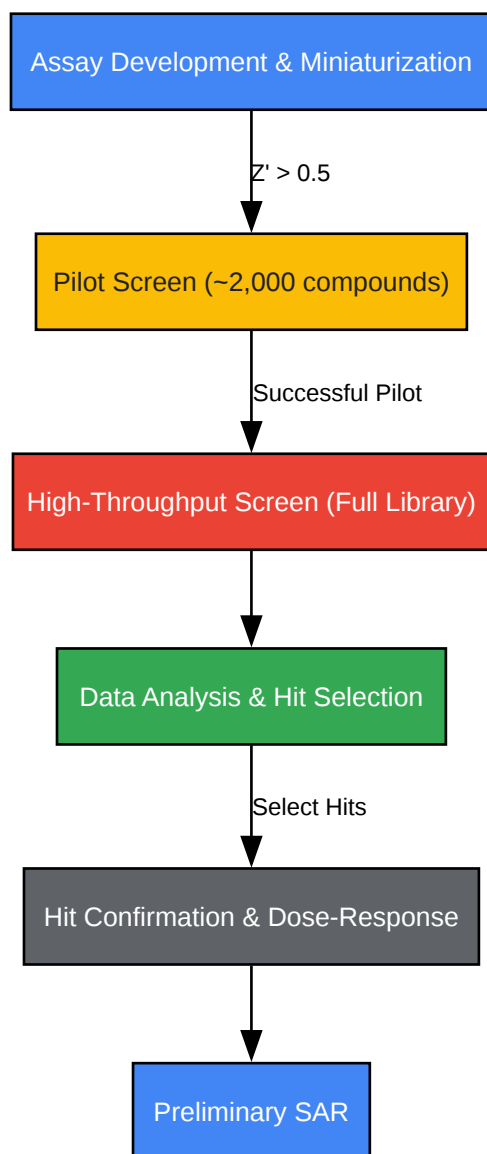 Assay Development & Miniaturization
Z' > 0.5
Pilot Screen (~2,000 compounds)
Successful Pilot
High-Throughput Screen (Full Library)
Data Analysis & Hit Selection
Select Hits
Hit Confirmation & Dose-Response
Preliminary SAR